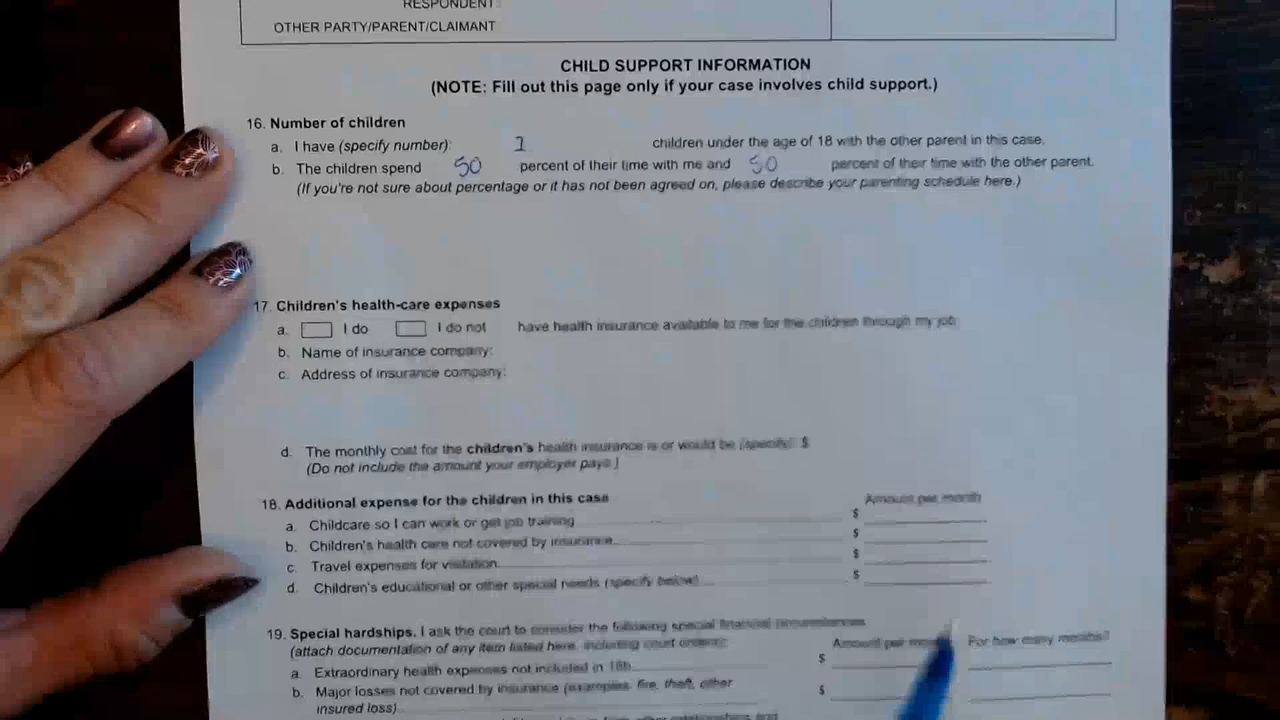 RESPONDENT:
OTHER PARTY/PARENT/CLAIMANT
CHILD SUPPORT INFORMATION
(NOTE: Fill out this page only if your case involves child support.)
16. Number of children
a. I have (specify number): 1 children under the age of 18 with the other parent in this case.
b. The children spend 50 percent of their time with me and 50 percent of their time with the other parent.
(If you're not sure about percentage or it has not been agreed on, please describe your parenting schedule here.)
17. Children's health-care expenses
a. I do I do not have health insurance available to me for the children through my job.
b. Name of insurance company:
c. Address of insurance company:
d. The monthly cost for the children's health insurance is or would be (specify): $
(Do not include the amount your employer pays.)
18. Additional expense for the children in this case Amount per month
a. Childcare so I can work or get job training $
b. Children's health care not covered by insurance $
c. Travel expenses for visitation $
d. Children's educational or other special needs (specify below) $
19. Special hardships. I ask the court to consider the following special financial circumstances
(attach documentation of any item listed here, including court orders): Amount per month For how many months?
a. Extraordinary health expenses not included in 18b $
b. Major losses not covered by insurance (examples: fire, theft, other
insured loss) $